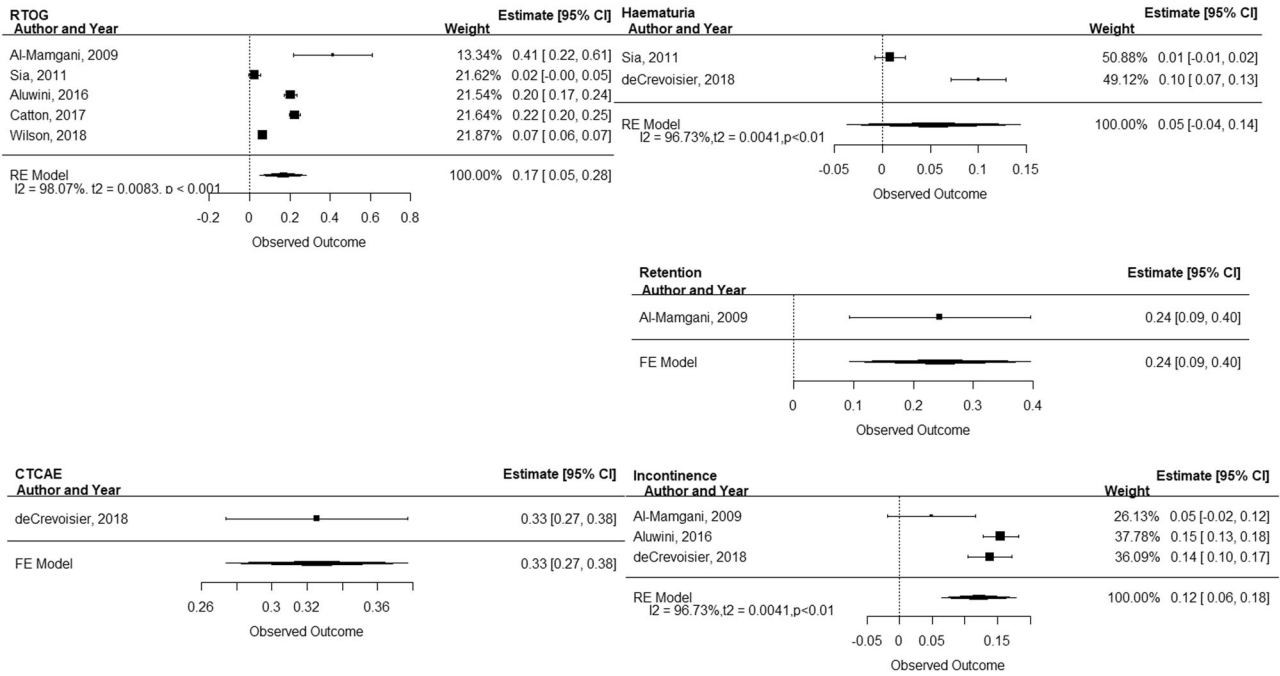 RTOG
Estimate [95% CI]
Author and Year
Weight
Al-Mamgani, 2009
13.34% 0.41 [ 0.22, 0.61]
Sia, 2011
21.62% 0.02 [-0.00, 0.05]
Aluwini, 2016
21.54% 0.20 [ 0.17, 0.24]
Catton, 2017
21.64% 0.22 [ 0.20, 0.25]
Wilson, 2018
21.87% 0.07 [ 0.06, 0.07]
RE Model
100.00% 0.17 [ 0.05, 0.28]
I2 = 98.07%, t2 = 0.0083, p < 0.001
-0.2 0 0.2 0.4 0.6 0.8
Observed Outcome
Haematuria
Estimate [95% CI]
Author and Year
Weight
Sia, 2011
50.88% 0.01 [-0.01, 0.02]
deCrevoisier, 2018
49.12% 0.10 [0.07, 0.13]
RE Model
100.00% 0.05 [-0.04, 0.14]
I2 = 96.73%,t2 = 0.0041,p<0.01
-0.05 0 0.05 0.1 0.15
Observed Outcome
Retention
Estimate [95% CI]
Author and Year
Al-Mamgani, 2009
0.24 [0.09, 0.40]
FE Model
0.24 [0.09, 0.40]
0 0.1 0.2 0.3 0.4
Observed Outcome
CTCAE
Estimate [95% CI]
Author and Year
deCrevoisier, 2018
0.33 [0.27, 0.38]
FE Model
0.33 [0.27, 0.38]
0.26 0.3 0.32 0.36
Observed Outcome
Incontinence
Estimate [95% CI]
Author and Year
Weight
Al-Mamgani, 2009
26.13% 0.05 [-0.02, 0.12]
Aluwini, 2016
37.78% 0.15 [0.13, 0.18]
deCrevoisier, 2018
36.09% 0.14 [0.10, 0.17]
RE Model
100.00% 0.12 [ 0.06, 0.18]
I2 = 96.73%,t2 = 0.0041,p<0.01
-0.05 0 0.05 0.15
Observed Outcome